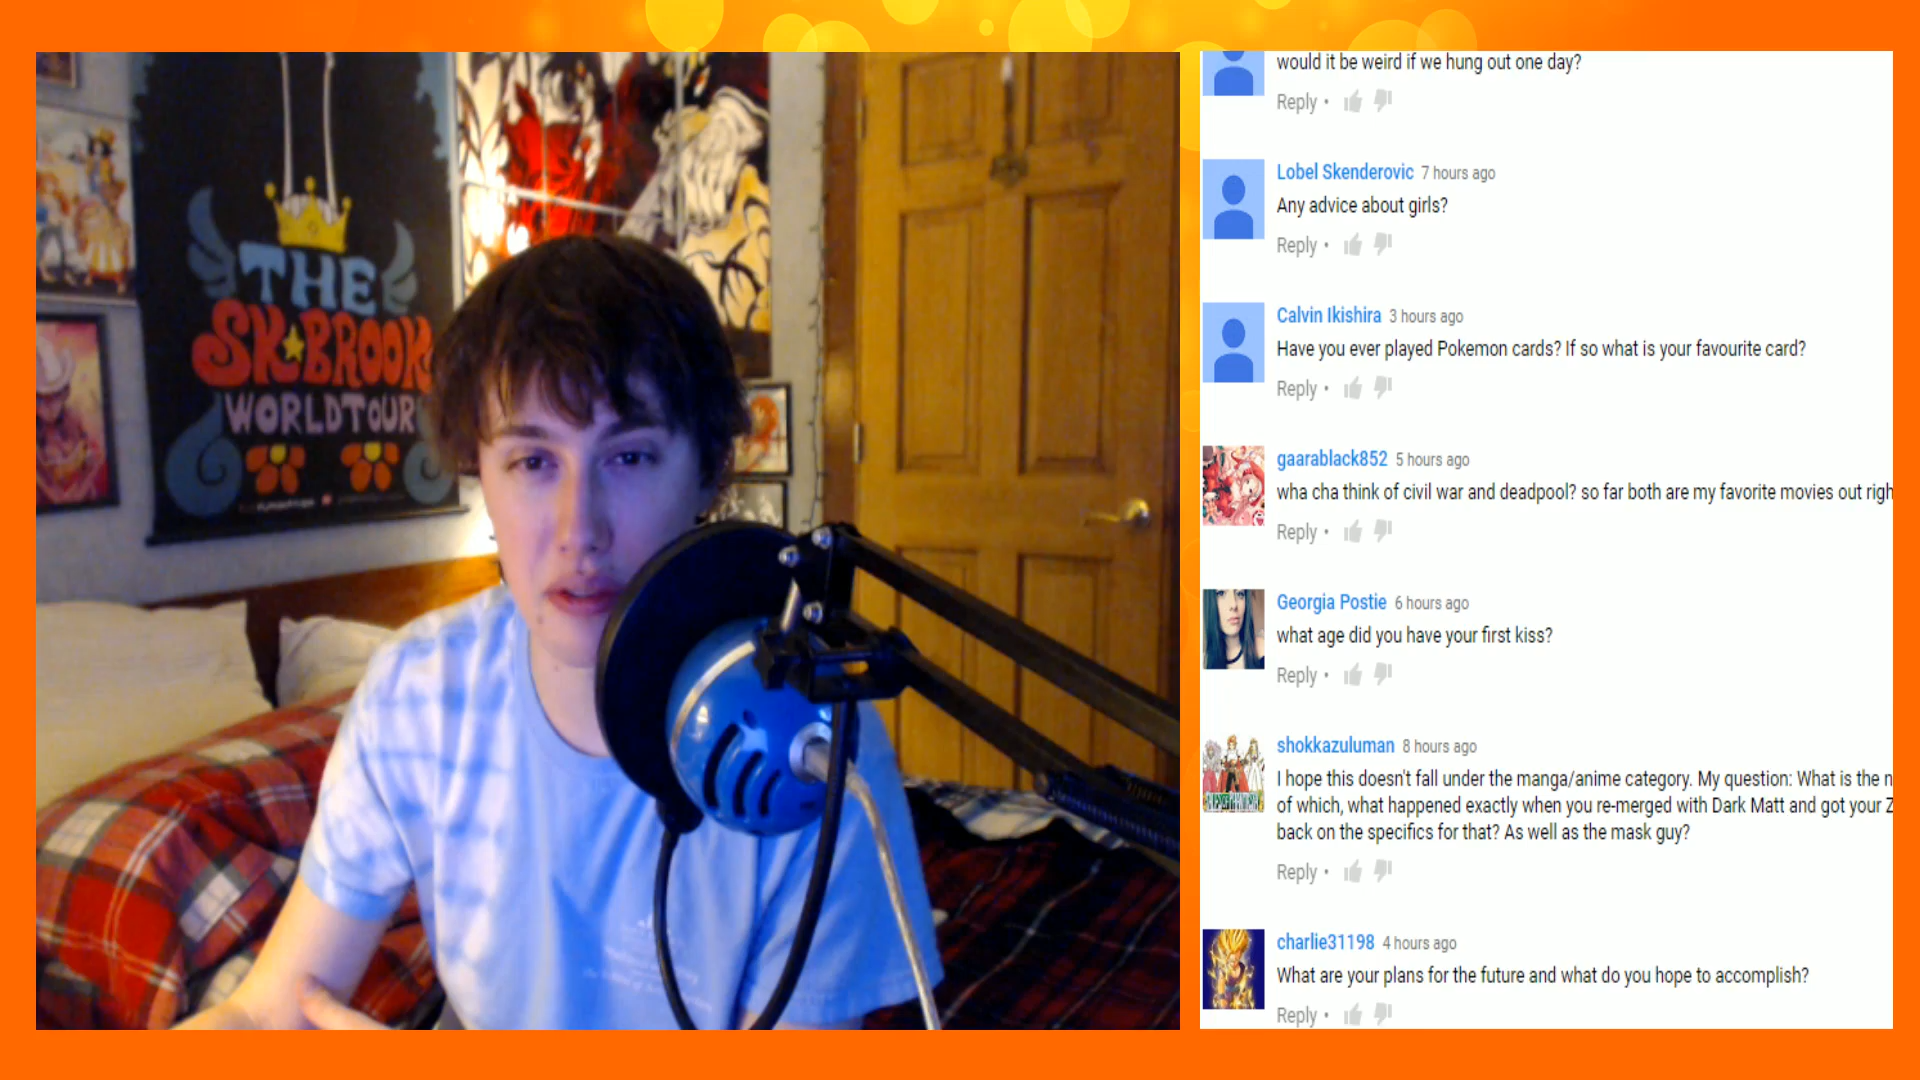 THE
SK★BROOK
WORLD TOUR
would it be weird if we hung out one day?
Reply •
Lobel Skenderovic 7 hours ago
Any advice about girls?
Reply •
Calvin Ikishira 3 hours ago
Have you ever played Pokemon cards? If so what is your favourite card?
Reply •
gaarablack852 5 hours ago
wha cha think of civil war and deadpool? so far both are my favorite movies out righ
Reply •
Georgia Postie 6 hours ago
what age did you have your first kiss?
Reply •
shokkazuluman 8 hours ago
I hope this doesn't fall under the manga/anime category. My question: What is the n
of which, what happened exactly when you re-merged with Dark Matt and got your Z
back on the specifics for that? As well as the mask guy?
Reply •
charlie31198 4 hours ago
What are your plans for the future and what do you hope to accomplish?
Reply •